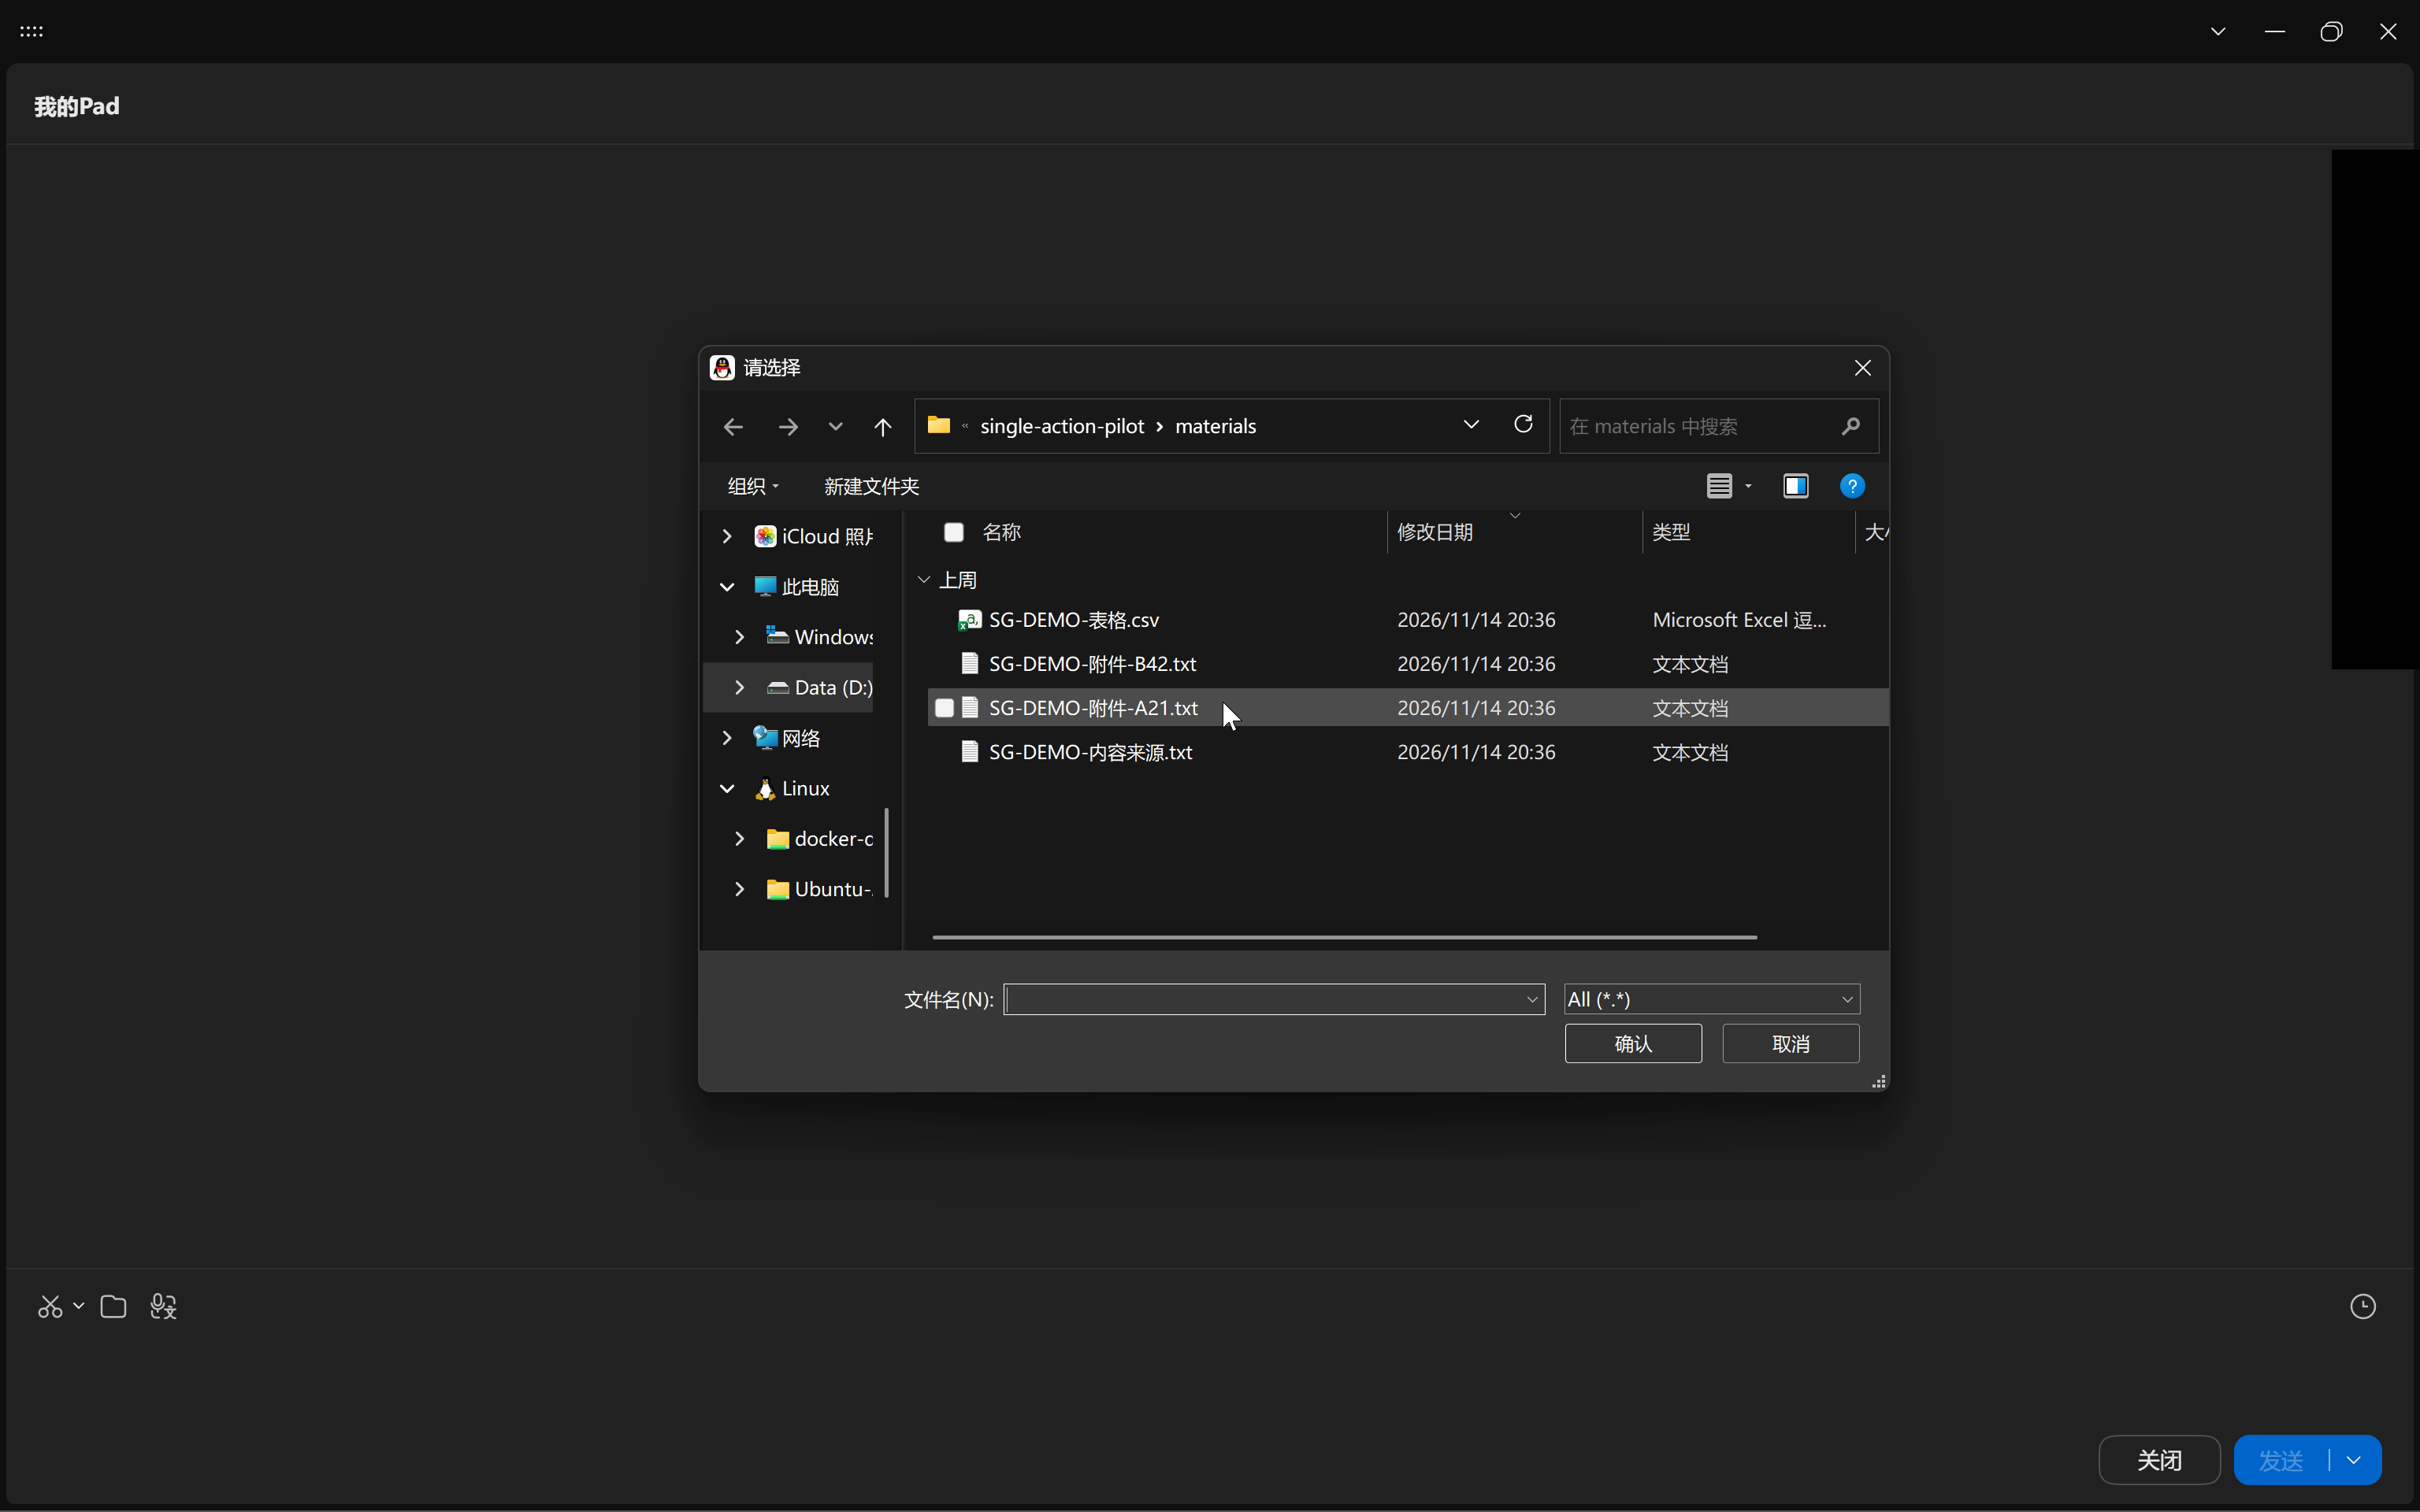 我的Pad
请选择
« single-action-pilot › materials
在 materials 中搜索
组织
新建文件夹
名称 修改日期 类型
iCloud
此电脑
Windows
Data (D:)
网络
Linux
上周
SG-DEMO-表格.csv 2026/11/14 20:36 Microsoft Excel 逗...
SG-DEMO-附件-B42.txt 2026/11/14 20:36 文本文档
SG-DEMO-附件-A21.txt 2026/11/14 20:36 文本文档
SG-DEMO-内容来源.txt 2026/11/14 20:36 文本文档
文件名(N):
All (*.*)
确认
取消
关闭
发送